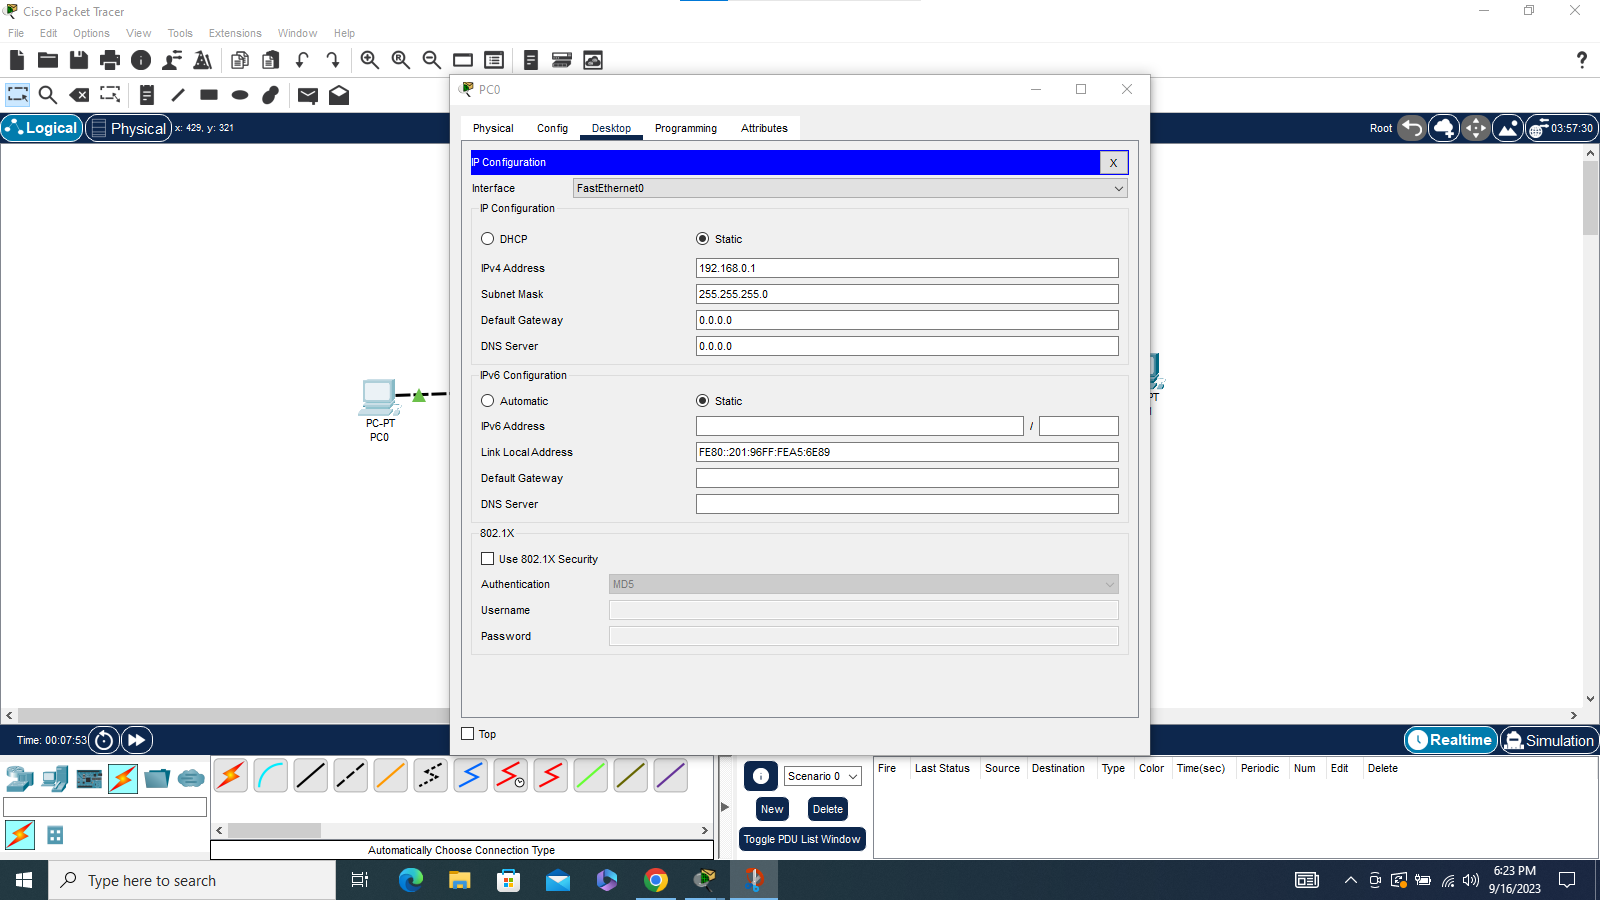 Cisco Packet Tracer
File Edit Options View Tools Extensions Window Help
?
PC0
Logical Physical x: 429, y: 321
Root 03:57:30
Physical Config Desktop Programming Attributes
IP Configuration X
Interface FastEthernet0
IP Configuration
DHCP Static
IPv4 Address 192.168.0.1
Subnet Mask 255.255.255.0
Default Gateway 0.0.0.0
DNS Server 0.0.0.0
IPv6 Configuration
Automatic Static
IPv6 Address /
Link Local Address FE80::201:96FF:FEA5:6E89
Default Gateway
DNS Server
802.1X
Use 802.1X Security
Authentication MD5
Username
Password
Top
PC-PT
PC0
PT
Time: 00:07:53
Realtime Simulation
Scenario 0
New Delete
Toggle PDU List Window
Fire Last Status Source Destination Type Color Time(sec) Periodic Num Edit Delete
Automatically Choose Connection Type
Type here to search
6:23 PM
9/16/2023